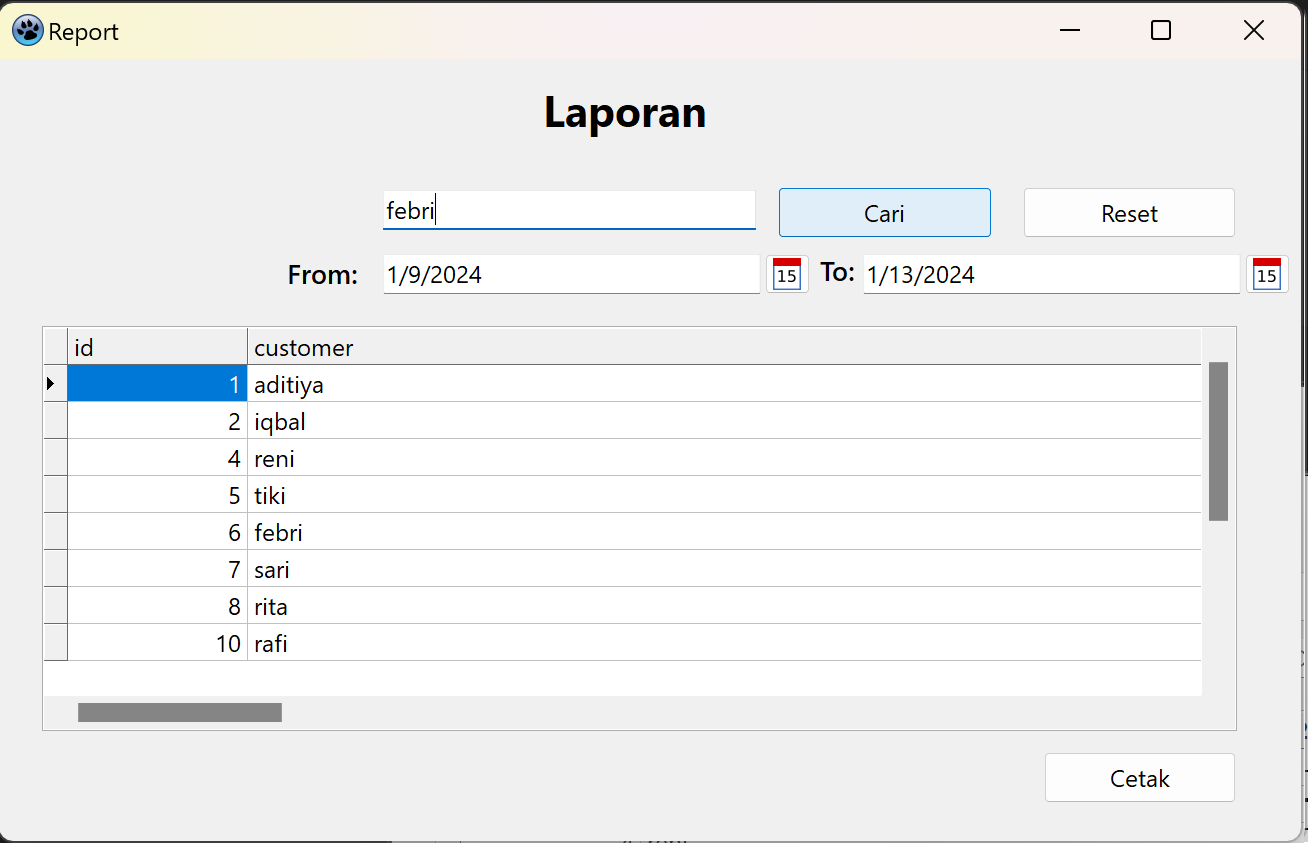 Report
Laporan
febri Cari Reset
From: 1/9/2024 15 To: 1/13/2024 15
id customer
1 aditiya
2 iqbal
4 reni
5 tiki
6 febri
7 sari
8 rita
10 rafi
Cetak